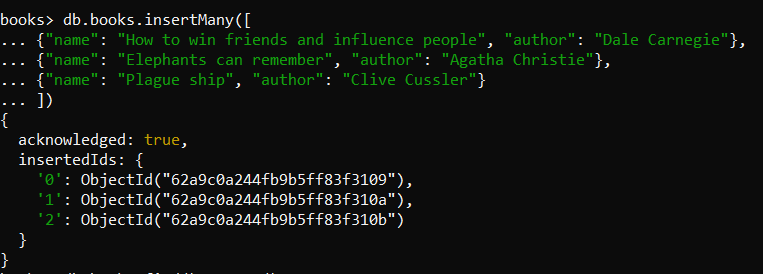 books> db.books.insertMany([
... {"name": "How to win friends and influence people", "author": "Dale Carnegie"},
... {"name": "Elephants can remember", "author": "Agatha Christie"},
... {"name": "Plague ship", "author": "Clive Cussler"}
... ])
{
  acknowledged: true,
  insertedIds: {
    '0': ObjectId("62a9c0a244fb9b5ff83f3109"),
    '1': ObjectId("62a9c0a244fb9b5ff83f310a"),
    '2': ObjectId("62a9c0a244fb9b5ff83f310b")
  }
}